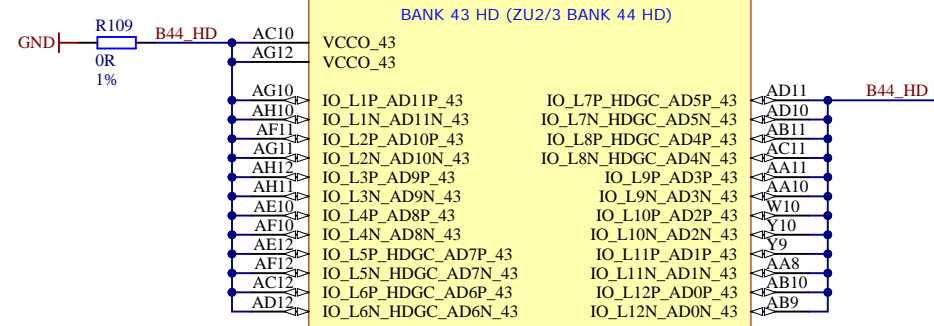 BANK 43 HD (ZU2/3 BANK 44 HD)
R109
GND
B44_HD
0R
1%
AC10 VCCO_43
AG12 VCCO_43
AG10 IO_L1P_AD11P_43 IO_L7P_HDGC_AD5P_43 AD11 B44_HD
AH10 IO_L1N_AD11N_43 IO_L7N_HDGC_AD5N_43 AD10
AF11 IO_L2P_AD10P_43 IO_L8P_HDGC_AD4P_43 AB11
AG11 IO_L2N_AD10N_43 IO_L8N_HDGC_AD4N_43 AC11
AH12 IO_L3P_AD9P_43 IO_L9P_AD3P_43 AA11
AH11 IO_L3N_AD9N_43 IO_L9N_AD3N_43 AA10
AE10 IO_L4P_AD8P_43 IO_L10P_AD2P_43 W10
AF10 IO_L4N_AD8N_43 IO_L10N_AD2N_43 Y10
AE12 IO_L5P_HDGC_AD7P_43 IO_L11P_AD1P_43 Y9
AF12 IO_L5N_HDGC_AD7N_43 IO_L11N_AD1N_43 AA8
AC12 IO_L6P_HDGC_AD6P_43 IO_L12P_AD0P_43 AB10
AD12 IO_L6N_HDGC_AD6N_43 IO_L12N_AD0N_43 AB9